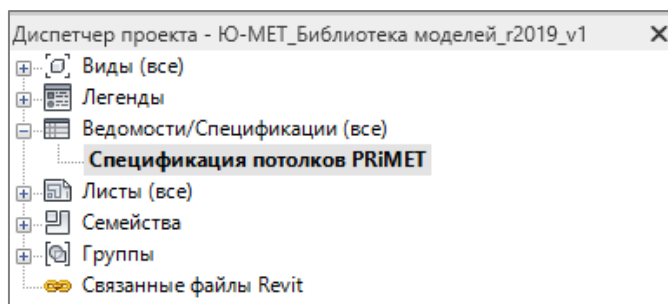 Диспетчер проекта - Ю-МЕТ_Библиотека моделей_r2019_v1
Виды (все)
Легенды
Ведомости/Спецификации (все)
Спецификация потолков PRiMET
Листы (все)
Семейства
Группы
Связанные файлы Revit